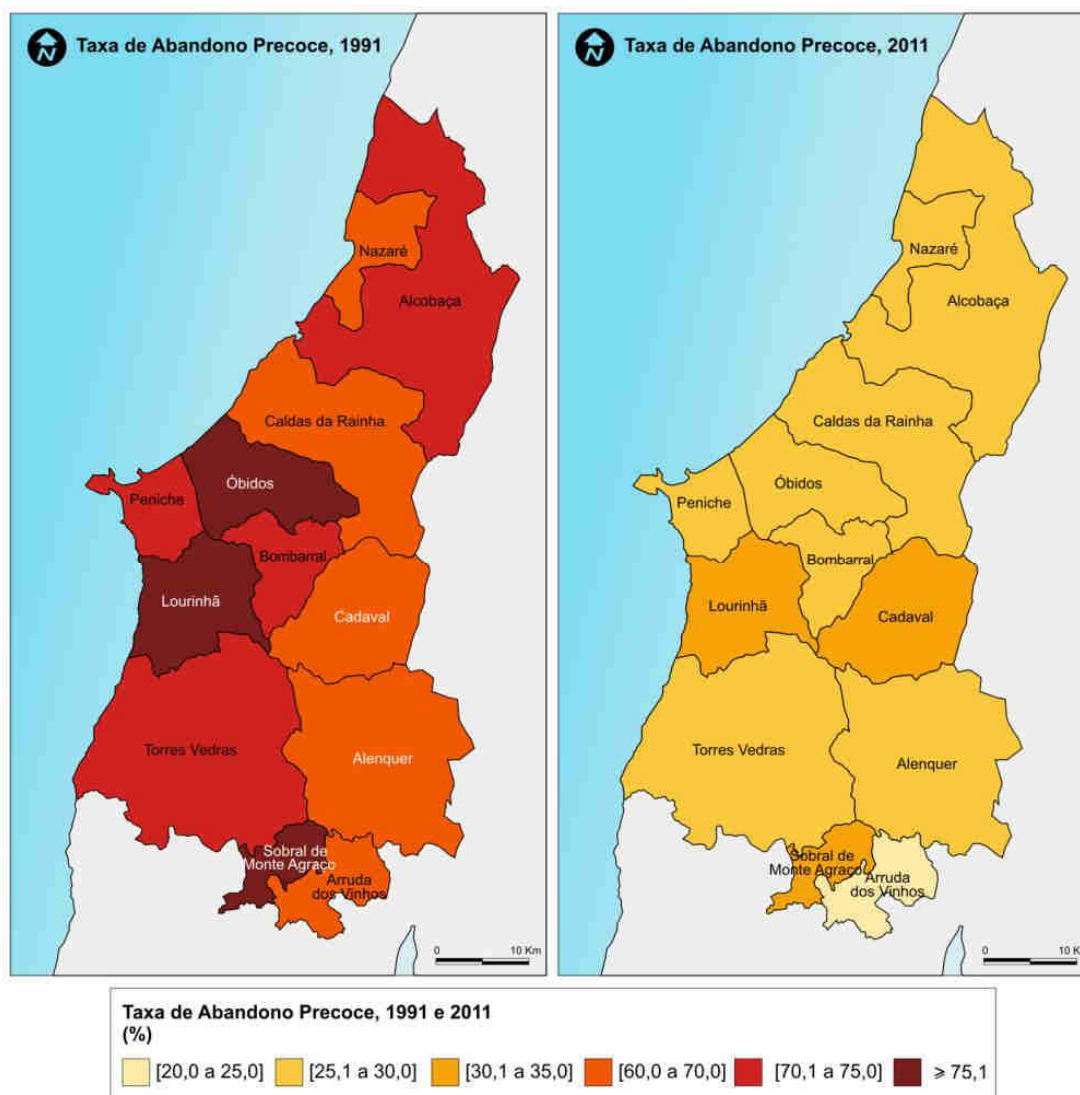 N
Taxa de Abandono Precoce, 1991
Nazaré
Alcobaça
Caldas da Rainha
Óbidos
Peniche
Bombarral
Lourinhã
Cadaval
Torres Vedras
Alenquer
Sobral de
Monte Agraço
Arruda
dos Vinhos
0 10 Km
N
Taxa de Abandono Precoce, 2011
Nazaré
Alcobaça
Caldas da Rainha
Óbidos
Peniche
Bombarral
Lourinhã
Cadaval
Torres Vedras
Alenquer
Sobral de
Monte Agraço
Arruda
dos Vinhos
0 10 K
Taxa de Abandono Precoce, 1991 e 2011
(%)
[20,0 a 25,0] [25,1 a 30,0] [30,1 a 35,0] [60,0 a 70,0] [70,1 a 75,0] ⩾ 75,1